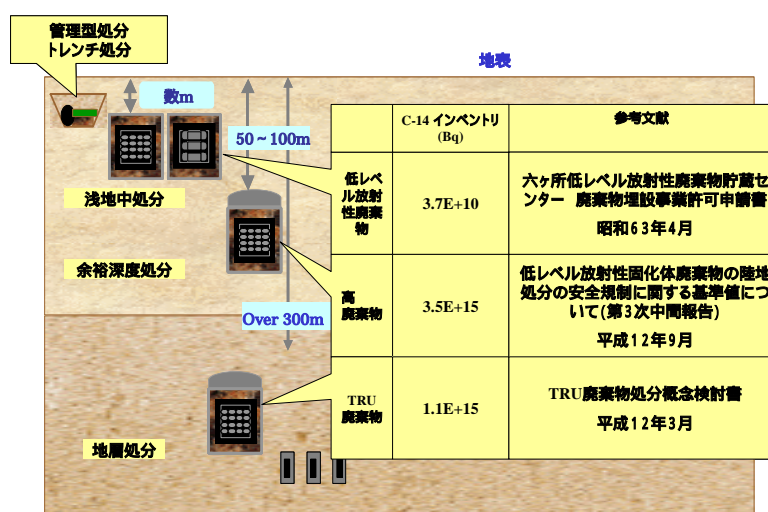 管理型処分
トレンチ処分
地表
数m
50~100m
浅地中処分
余裕深度処分
Over 300m
地層処分
C-14 インベントリ
(Bq)
参考文献
低レベ
ル放射
性廃棄
物
3.7E+10
六ヶ所低レベル放射性廃棄物貯蔵セ
ンター 廃棄物埋設事業許可申請書
昭和63年4月
高
廃棄物
3.5E+15
低レベル放射性固化体廃棄物の陸地
処分の安全規制に関する基準値につ
いて(第3次中間報告)
平成12年9月
TRU
廃棄物
1.1E+15
TRU廃棄物処分概念検討書
平成12年3月